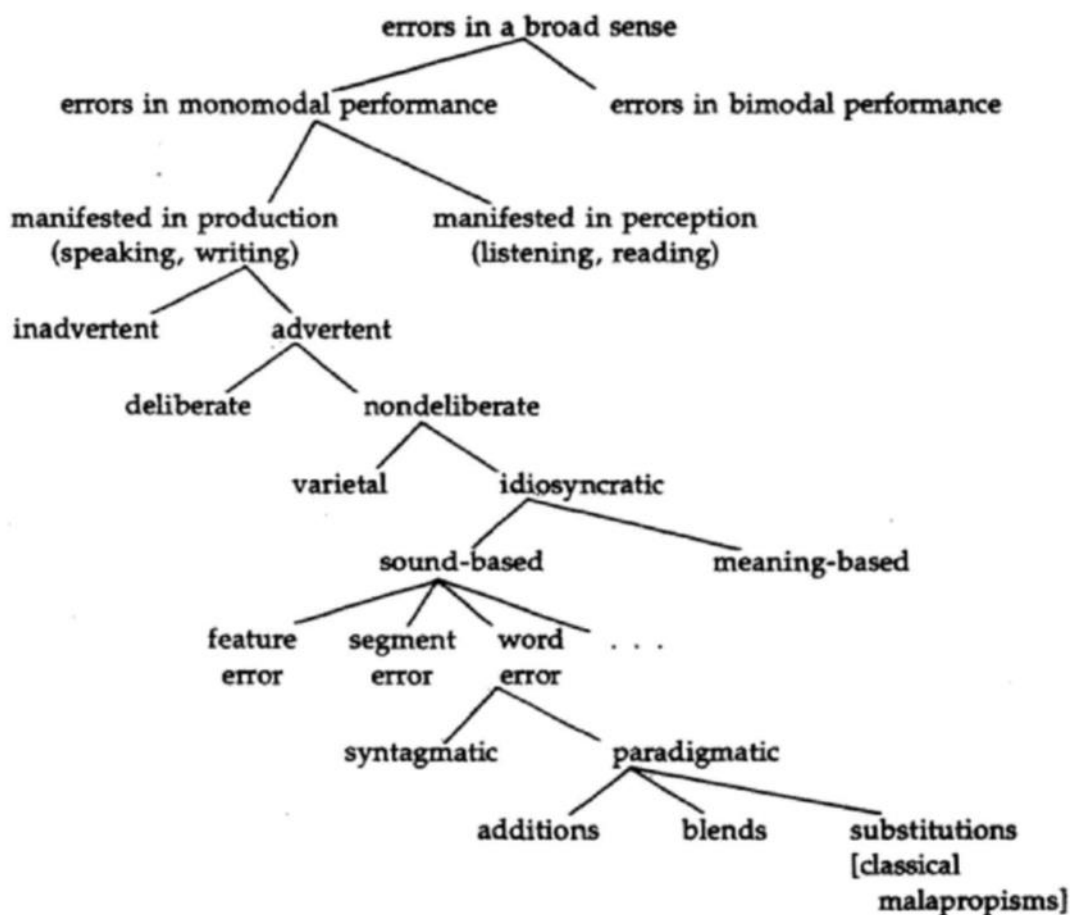 errors in a broad sense
errors in monomodal performance errors in bimodal performance
manifested in production manifested in perception
(speaking, writing) (listening, reading)
inadvertent advertent
deliberate nondeliberate
varietal idiosyncratic
sound-based meaning-based
feature segment word . . .
error error error
syntagmatic paradigmatic
additions blends substitutions
[classical
malapropisms]